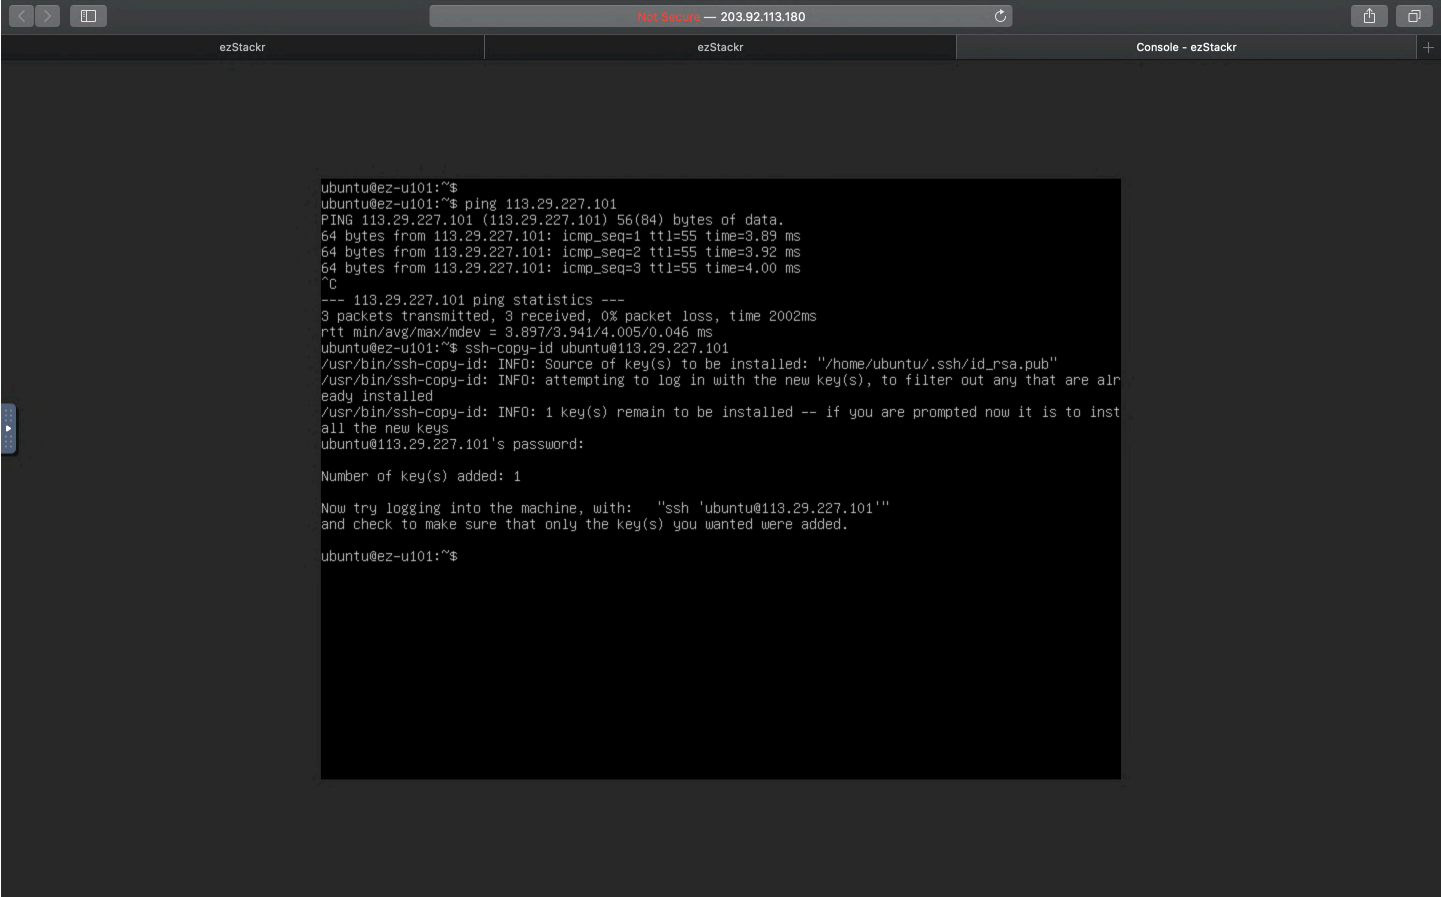 Not Secure — 203.92.113.180
ezStackr
ezStackr
Console - ezStackr
ubuntu@ez-u101:~$
ubuntu@ez-u101:~$ ping 113.29.227.101
PING 113.29.227.101 (113.29.227.101) 56(84) bytes of data.
64 bytes from 113.29.227.101: icmp_seq=1 ttl=55 time=3.89 ms
64 bytes from 113.29.227.101: icmp_seq=2 ttl=55 time=3.92 ms
64 bytes from 113.29.227.101: icmp_seq=3 ttl=55 time=4.00 ms
^C
--- 113.29.227.101 ping statistics ---
3 packets transmitted, 3 received, 0% packet loss, time 2002ms
rtt min/avg/max/mdev = 3.897/3.941/4.005/0.046 ms
ubuntu@ez-u101:~$ ssh-copy-id ubuntu@113.29.227.101
/usr/bin/ssh-copy-id: INFO: Source of key(s) to be installed: "/home/ubuntu/.ssh/id_rsa.pub"
/usr/bin/ssh-copy-id: INFO: attempting to log in with the new key(s), to filter out any that are alr
eady installed
/usr/bin/ssh-copy-id: INFO: 1 key(s) remain to be installed -- if you are prompted now it is to inst
all the new keys
ubuntu@113.29.227.101's password:
Number of key(s) added: 1
Now try logging into the machine, with:   "ssh 'ubuntu@113.29.227.101'"
and check to make sure that only the key(s) you wanted were added.
ubuntu@ez-u101:~$